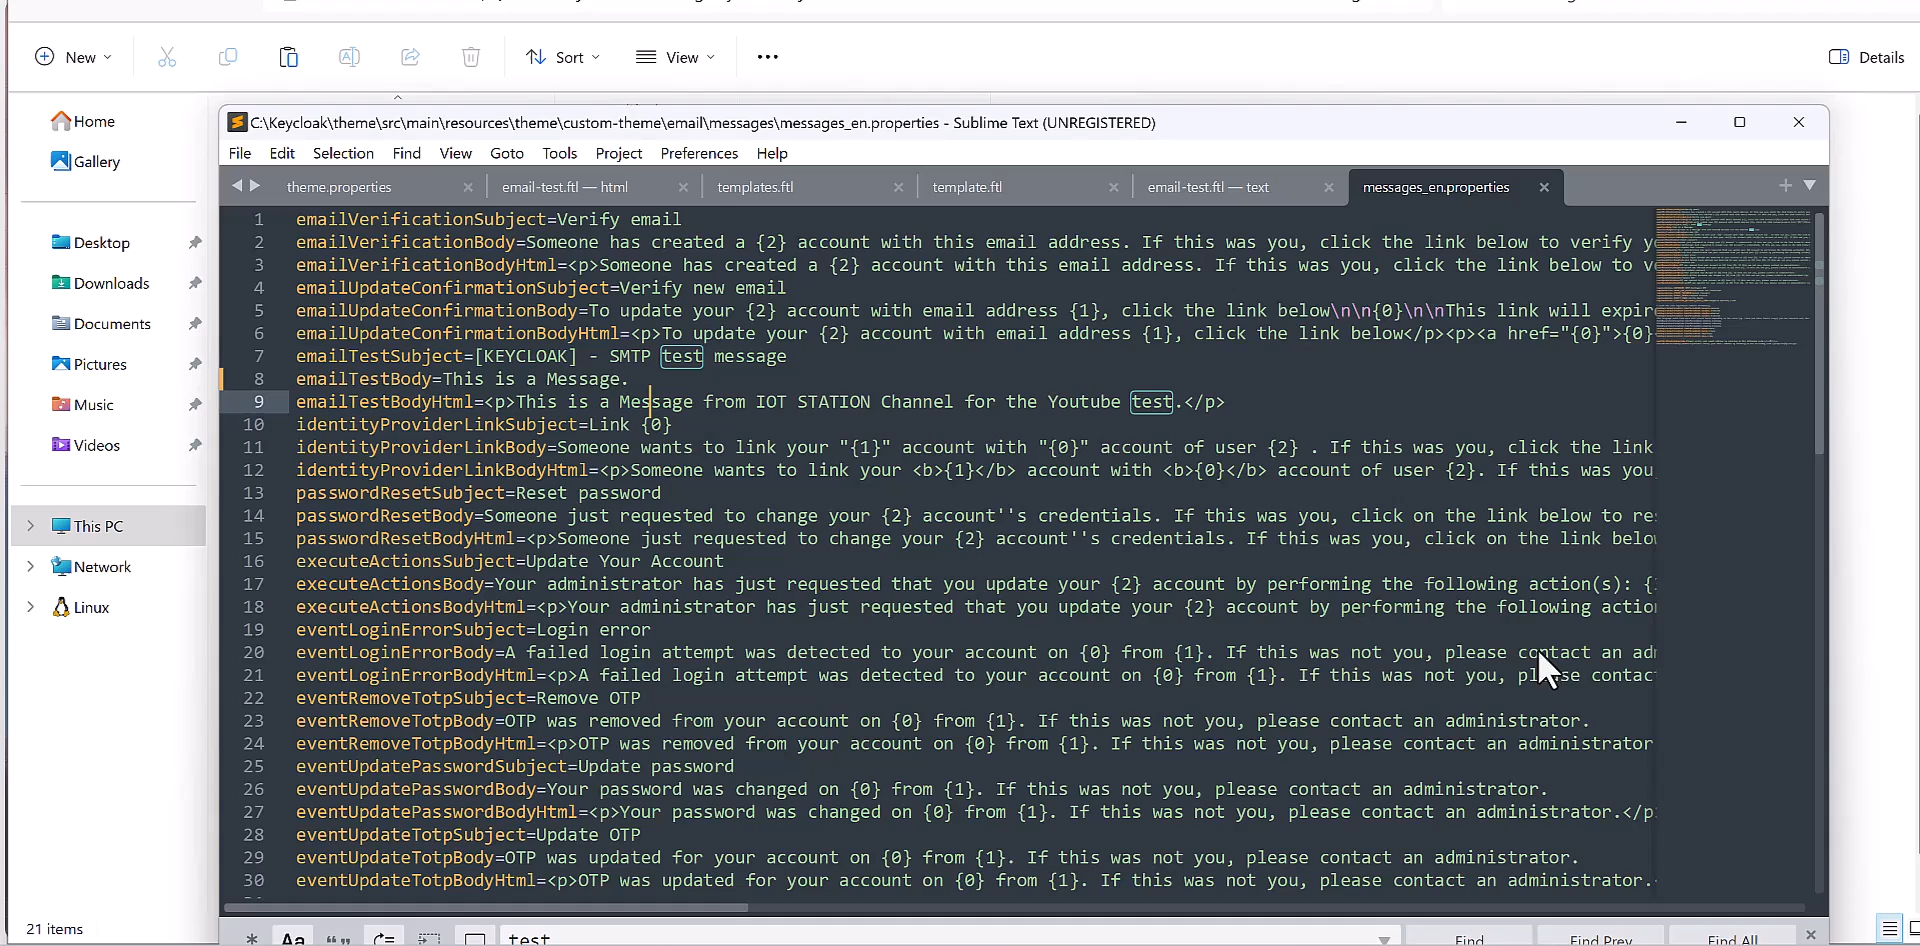 New
Sort
View
Details
Home
Gallery
Desktop
Downloads
Documents
Pictures
Music
Videos
This PC
Network
Linux
21 items
C:\Keycloak\theme\src\main\resources\theme\custom-theme\email\messages\messages_en.properties - Sublime Text (UNREGISTERED)
File Edit Selection Find View Goto Tools Project Preferences Help
theme.properties
email-test.ftl — html
templates.ftl
template.ftl
email-test.ftl — text
messages_en.properties
1 emailVerificationSubject=Verify email
2 emailVerificationBody=Someone has created a {2} account with this email address. If this was you, click the link below to verify
3 emailVerificationBodyHtml=<p>Someone has created a {2} account with this email address. If this was you, click the link below to
4 emailUpdateConfirmationSubject=Verify new email
5 emailUpdateConfirmationBody=To update your {2} account with email address {1}, click the link below\n\n{0}\n\nThis link will expir
6 emailUpdateConfirmationBodyHtml=<p>To update your {2} account with email address {1}, click the link below</p><p><a href="{0}">{0}
7 emailTestSubject=[KEYCLOAK] - SMTP test message
8 emailTestBody=This is a Message.
9 emailTestBodyHtml=<p>This is a Message from IOT STATION Channel for the Youtube test.</p>
10 identityProviderLinkSubject=Link {0}
11 identityProviderLinkBody=Someone wants to link your "{1}" account with "{0}" account of user {2} . If this was you, click the link
12 identityProviderLinkBodyHtml=<p>Someone wants to link your <b>{1}</b> account with <b>{0}</b> account of user {2}. If this was you
13 passwordResetSubject=Reset password
14 passwordResetBody=Someone just requested to change your {2} account''s credentials. If this was you, click on the link below to re
15 passwordResetBodyHtml=<p>Someone just requested to change your {2} account''s credentials. If this was you, click on the link belo
16 executeActionsSubject=Update Your Account
17 executeActionsBody=Your administrator has just requested that you update your {2} account by performing the following action(s): {
18 executeActionsBodyHtml=<p>Your administrator has just requested that you update your {2} account by performing the following actio
19 eventLoginErrorSubject=Login error
20 eventLoginErrorBody=A failed login attempt was detected to your account on {0} from {1}. If this was not you, please contact an ad
21 eventLoginErrorBodyHtml=<p>A failed login attempt was detected to your account on {0} from {1}. If this was not you, please contac
22 eventRemoveTotpSubject=Remove OTP
23 eventRemoveTotpBody=OTP was removed from your account on {0} from {1}. If this was not you, please contact an administrator.
24 eventRemoveTotpBodyHtml=<p>OTP was removed from your account on {0} from {1}. If this was not you, please contact an administrator
25 eventUpdatePasswordSubject=Update password
26 eventUpdatePasswordBody=Your password was changed on {0} from {1}. If this was not you, please contact an administrator.
27 eventUpdatePasswordBodyHtml=<p>Your password was changed on {0} from {1}. If this was not you, please contact an administrator.</p
28 eventUpdateTotpSubject=Update OTP
29 eventUpdateTotpBody=OTP was updated for your account on {0} from {1}. If this was not you, please contact an administrator.
30 eventUpdateTotpBodyHtml=<p>OTP was updated for your account on {0} from {1}. If this was not you, please contact an administrator.
Aa
test
Find
Find Prev
Find All